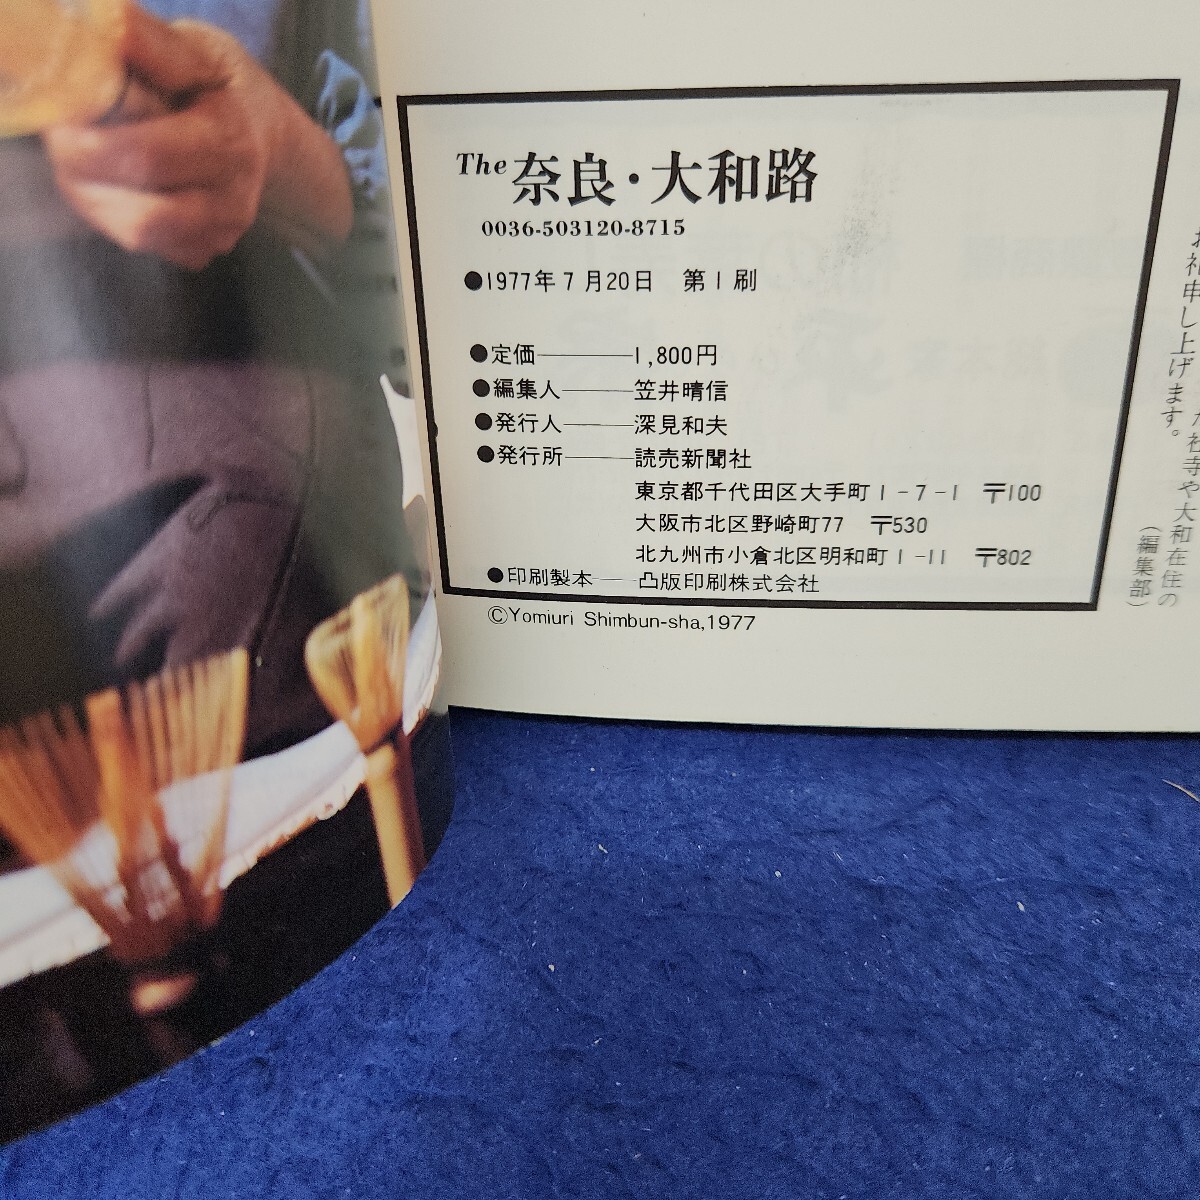 The 奈良・大和路
0036-503120-8715
●1977年7月20日 第1刷
●定価―――1,800円
●編集人―――笠井晴信
●発行人―――深見和夫
●発行所―――読売新聞社
東京都千代田区大手町1-7-1 〒100
大阪市北区野崎町77 〒530
北九州市小倉北区明和町1-11 〒802
●印刷製本――凸版印刷株式会社
©Yomiuri Shimbun-sha,1977
社寺や大和在住の
礼申し上げます。
(編集部)